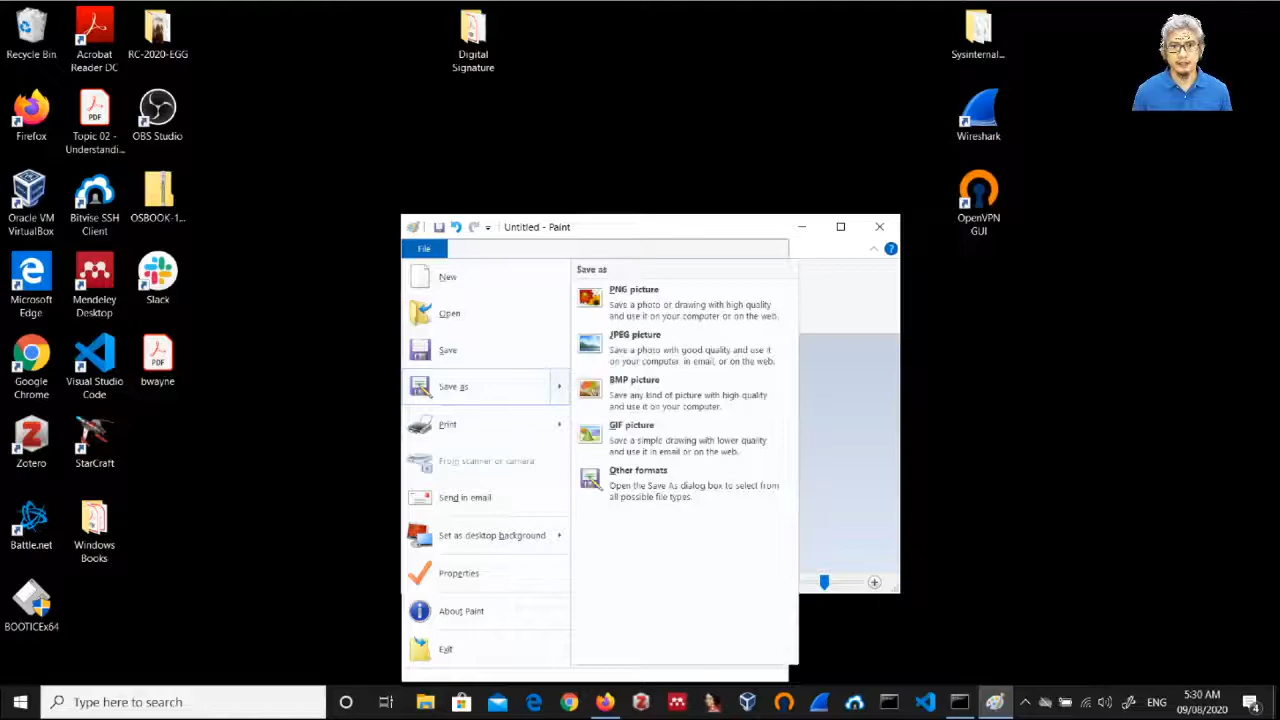 Recycle Bin
Acrobat
Reader DC
RC-2020-EGG
Digital
Signature
Sysinternal...
Firefox
Topic 02 -
Understandi...
OBS Studio
Wireshark
Oracle VM
VirtualBox
Bitvise SSH
Client
OSBOOK-1...
OpenVPN
GUI
Microsoft
Edge
Mendeley
Desktop
Slack
Google
Chrome
Visual Studio
Code
bwayne
Zotero
StarCraft
Battle.net
Windows
Books
BOOTICEx64
Untitled - Paint
File
New
Open
Save
Save as
Print
From scanner or camera
Send in email
Set as desktop background
Properties
About Paint
Exit
Save as
PNG picture
Save a photo or drawing with high quality
and use it on your computer or on the web.
JPEG picture
Save a photo with good quality and use it
on your computer, in email, or on the web.
BMP picture
Save any kind of picture with high quality
and use it on your computer.
GIF picture
Save a simple drawing with lower quality
and use it in email or on the web.
Other formats
Open the Save As dialog box to select from
all possible file types.
Type here to search
ENG
5:30 AM
09/08/2020
4
PDF
PDF